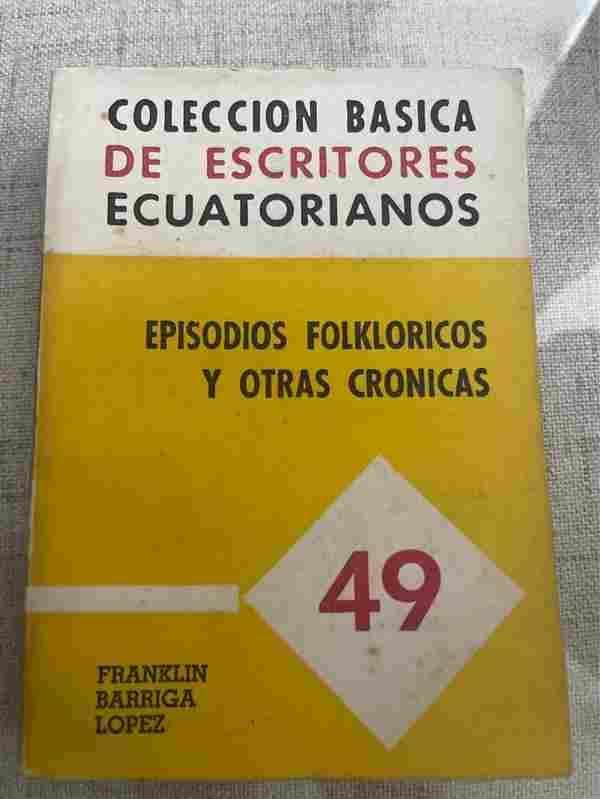 COLECCION BASICA
DE ESCRITORES
ECUATORIANOS
EPISODIOS FOLKLORICOS
Y OTRAS CRONICAS
49
FRANKLIN
BARRIGA
LOPEZ